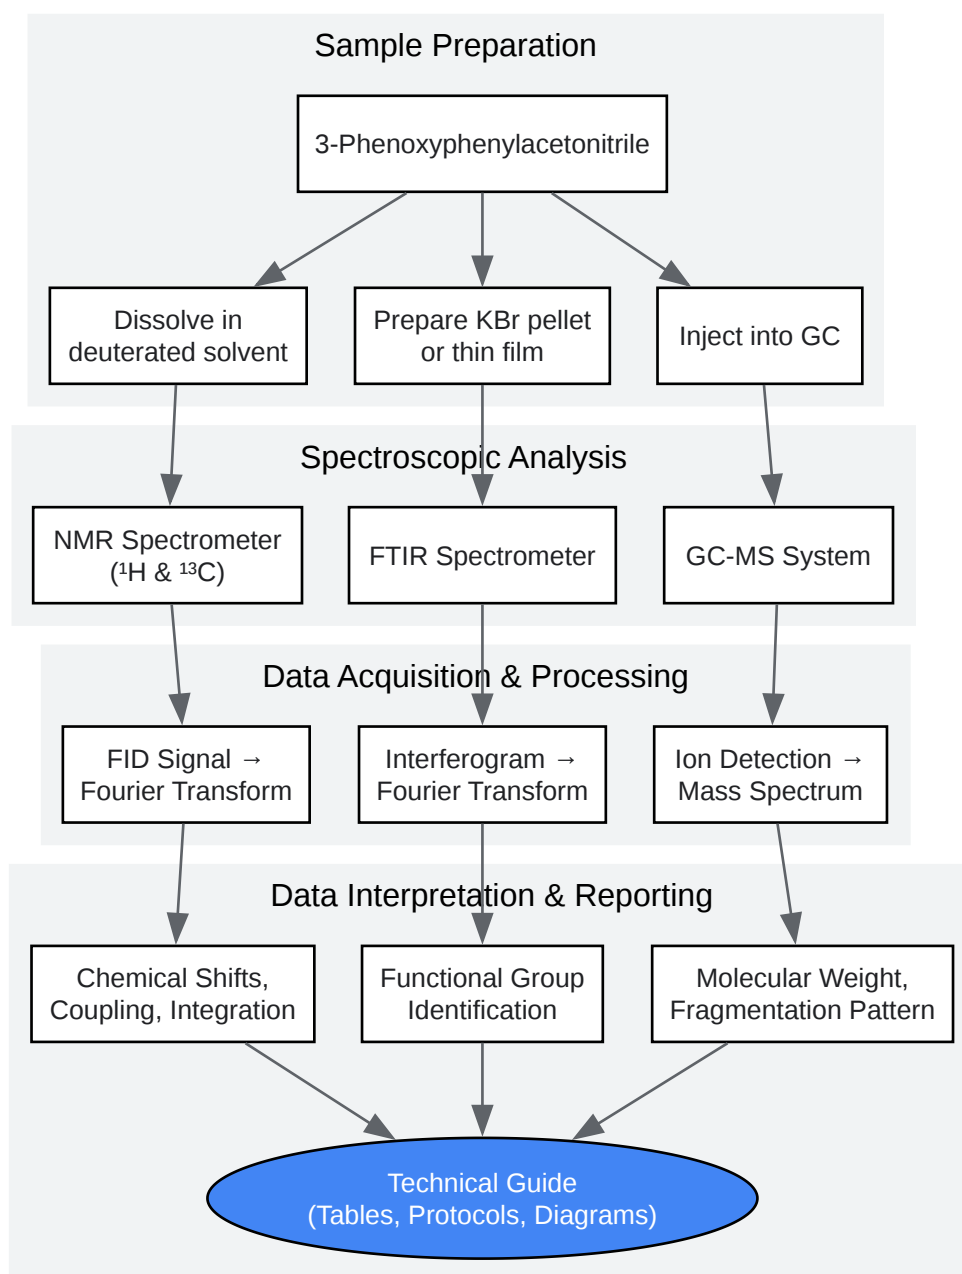 Sample Preparation
3-Phenoxyphenylacetonitrile
Dissolve in
deuterated solvent
Prepare KBr pellet
or thin film
Inject into GC
Spectroscopic Analysis
NMR Spectrometer
(¹H & ¹³C)
FTIR Spectrometer
GC-MS System
Data Acquisition & Processing
FID Signal →
Fourier Transform
Interferogram →
Fourier Transform
Ion Detection →
Mass Spectrum
Data Interpretation & Reporting
Chemical Shifts,
Coupling, Integration
Functional Group
Identification
Molecular Weight,
Fragmentation Pattern
Technical Guide
(Tables, Protocols, Diagrams)